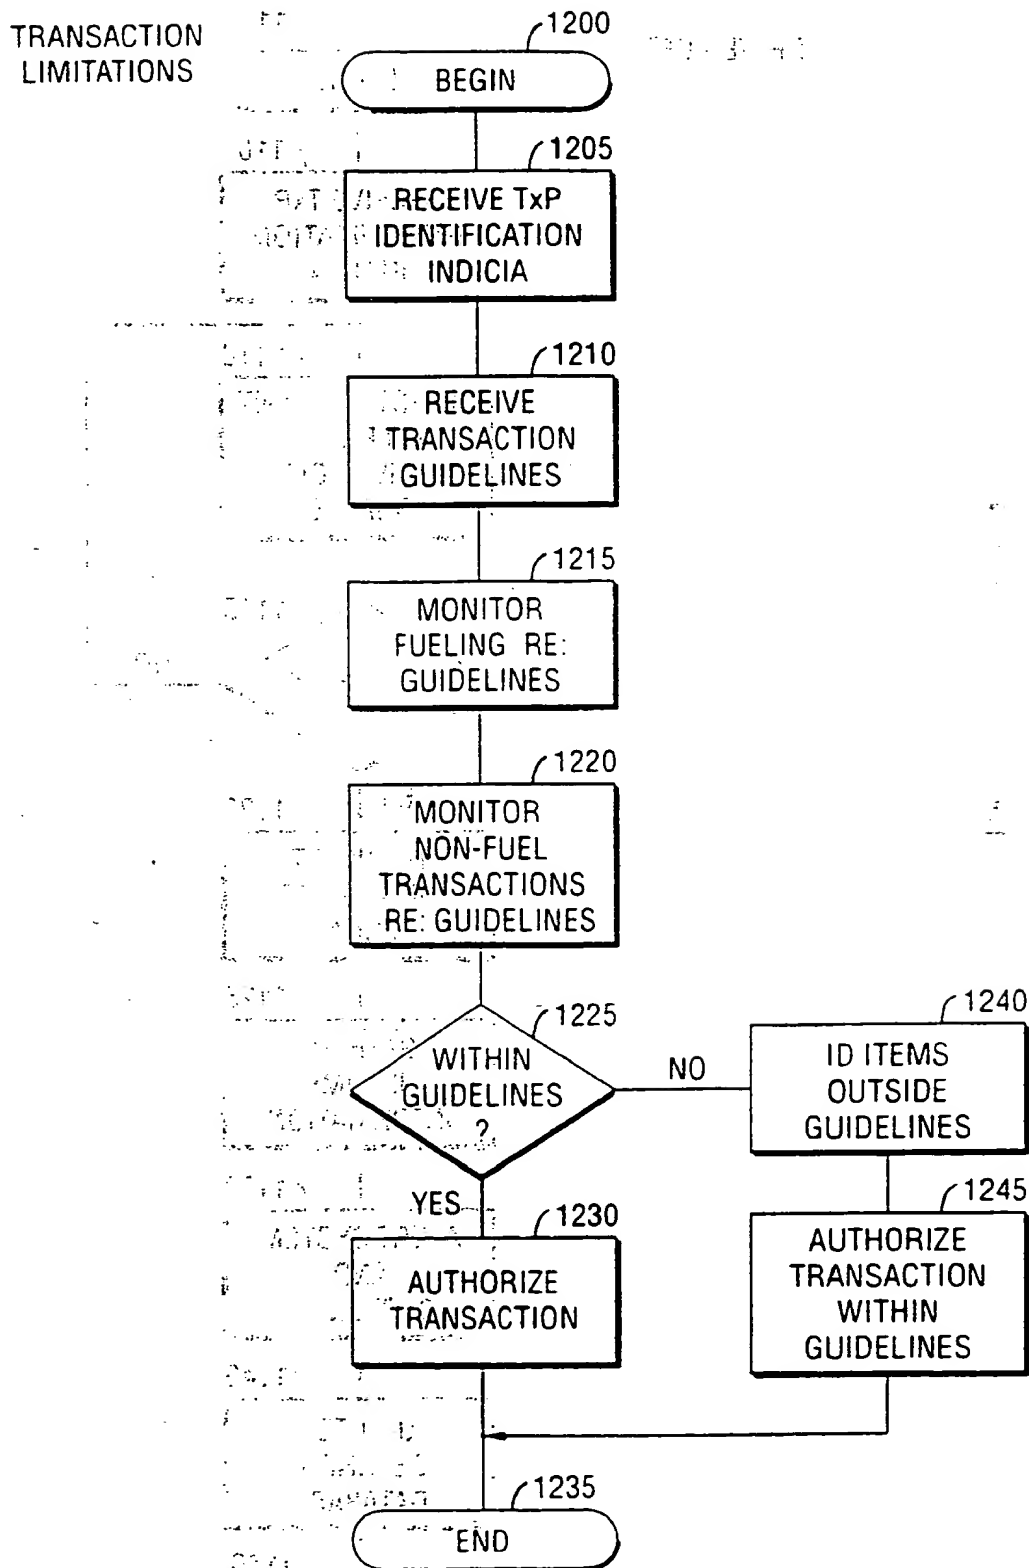 TRANSACTION
LIMITATIONS
1200
BEGIN
1205
RECEIVE TxP
IDENTIFICATION
INDICIA
1210
RECEIVE
TRANSACTION
GUIDELINES
1215
MONITOR
FUELING RE:
GUIDELINES
1220
MONITOR
NON-FUEL
TRANSACTIONS
RE: GUIDELINES
1225
WITHIN
GUIDELINES
?
NO
1240
ID ITEMS
OUTSIDE
GUIDELINES
YES
1230
AUTHORIZE
TRANSACTION
1245
AUTHORIZE
TRANSACTION
WITHIN
GUIDELINES
1235
END